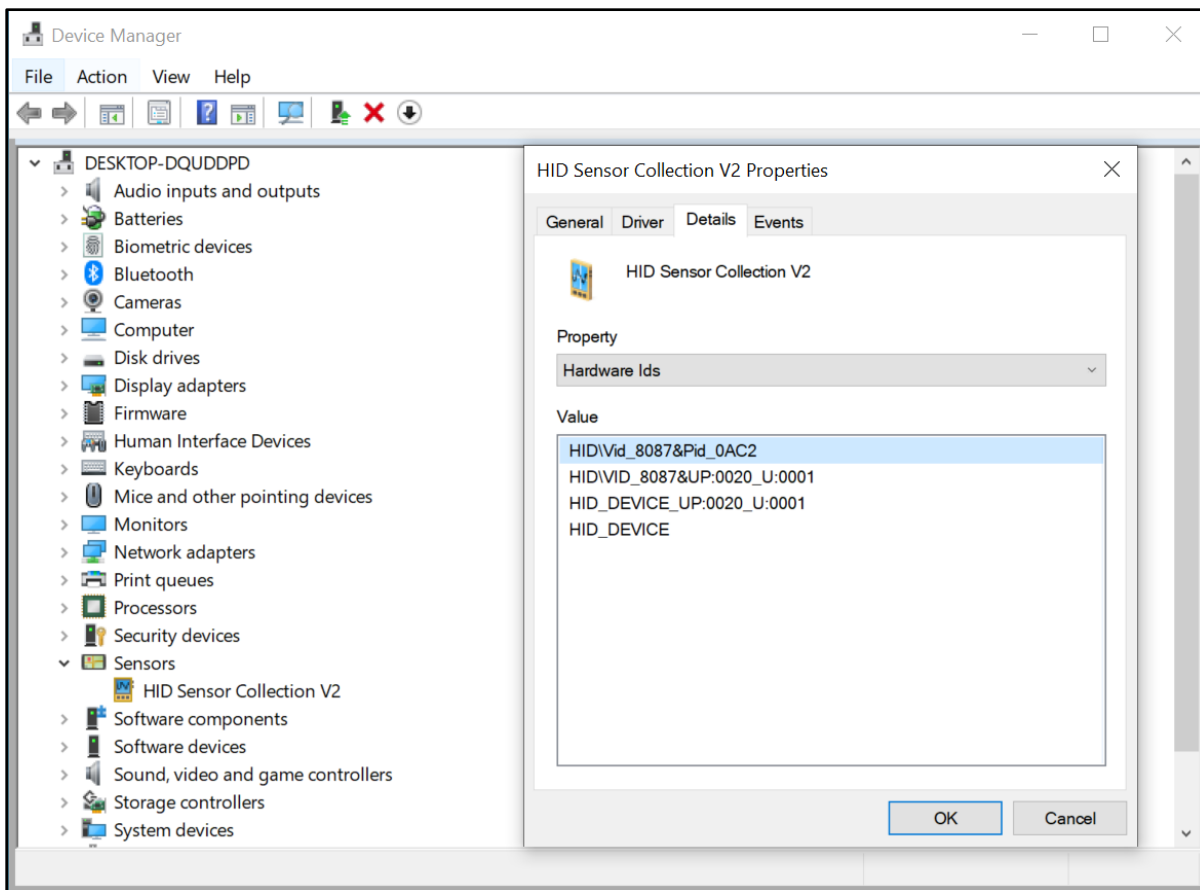 Device Manager
File Action View Help
DESKTOP-DQUDDPD
Audio inputs and outputs
Batteries
Biometric devices
Bluetooth
Cameras
Computer
Disk drives
Display adapters
Firmware
Human Interface Devices
Keyboards
Mice and other pointing devices
Monitors
Network adapters
Print queues
Processors
Security devices
Sensors
HID Sensor Collection V2
Software components
Software devices
Sound, video and game controllers
Storage controllers
System devices
HID Sensor Collection V2 Properties
General Driver Details Events
HID Sensor Collection V2
Property
Hardware Ids
Value
HID\Vid_8087&Pid_0AC2
HID\VID_8087&UP:0020_U:0001
HID_DEVICE_UP:0020_U:0001
HID_DEVICE
OK Cancel